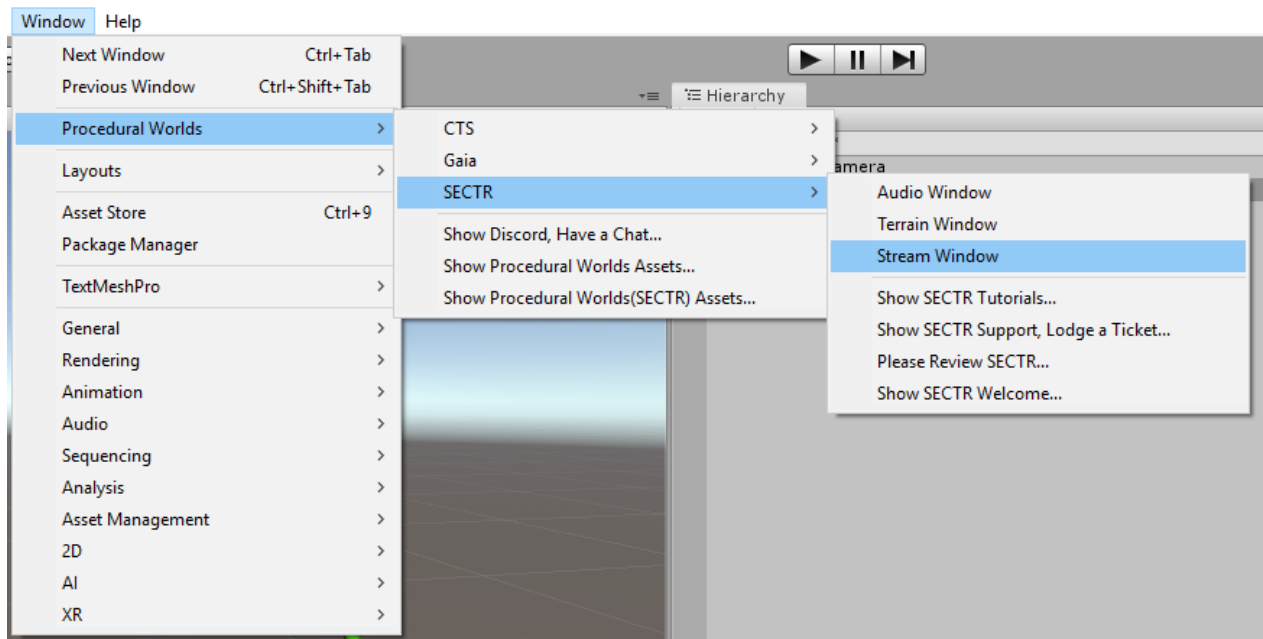 Window Help
Next Window Ctrl+Tab
Previous Window Ctrl+Shift+Tab
Procedural Worlds
Layouts
Asset Store Ctrl+9
Package Manager
TextMeshPro
General
Rendering
Animation
Audio
Sequencing
Analysis
Asset Management
2D
AI
XR
Hierarchy
CTS
Gaia
SECTR
Show Discord, Have a Chat...
Show Procedural Worlds Assets...
Show Procedural Worlds(SECTR) Assets...
amera
Audio Window
Terrain Window
Stream Window
Show SECTR Tutorials...
Show SECTR Support, Lodge a Ticket...
Please Review SECTR...
Show SECTR Welcome...